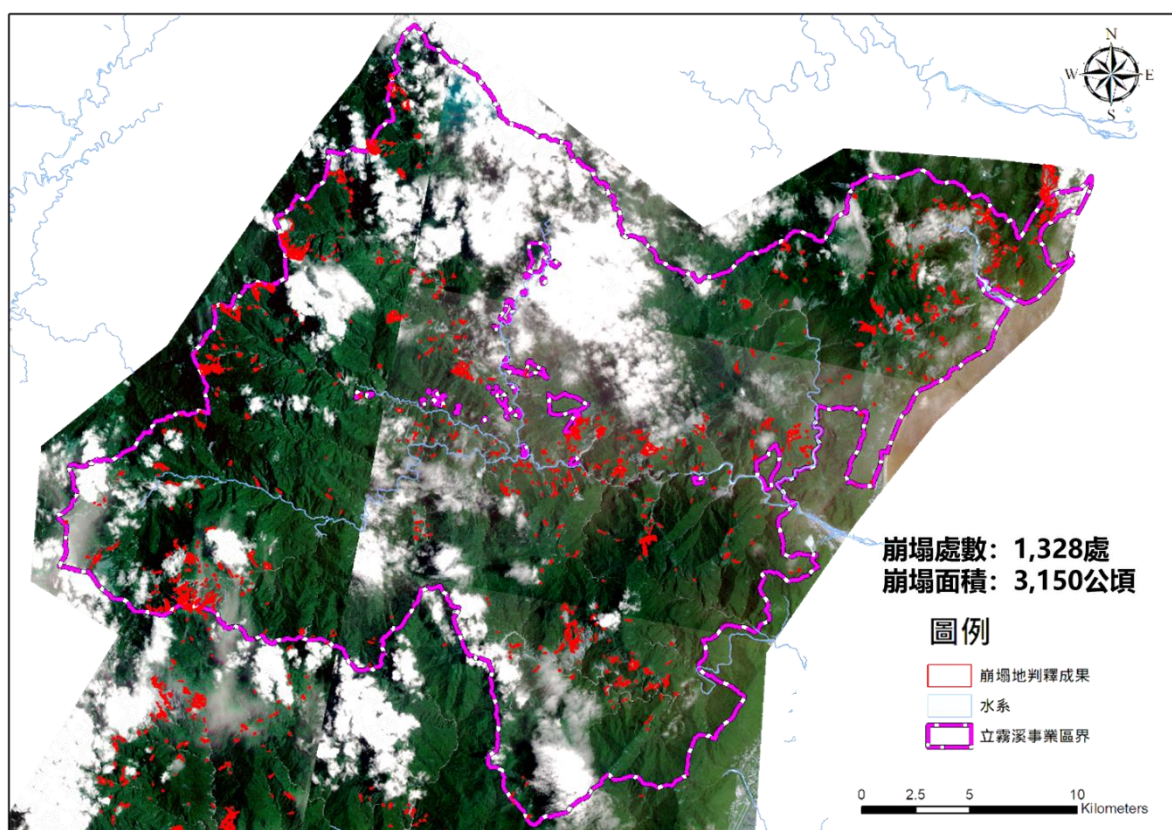 N
W
E
S
崩塌處數：1,328處
崩塌面積：3,150公頃
圖例
崩塌地判釋成果
水系
立霧溪事業區界
0 2.5 5 10
Kilometers